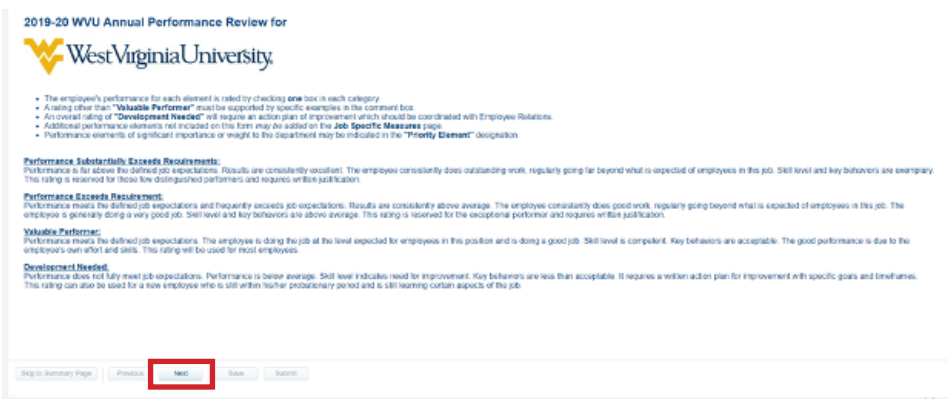 2019-20 WVU Annual Performance Review for
WestVirginiaUniversity.
• The employee's performance for each element is rated by checking one box in each category.
• A rating other than "Valuable Performer" must be supported by specific examples in the comment box.
• An overall rating of "Development Needed" will require an action plan of improvement which should be coordinated with Employee Relations.
• Additional performance elements not included on this form may be added on the Job Specific Measures page.
• Performance elements of significant importance or weight to the department may be indicated in the "Priority Element" designation.
Performance Substantially Exceeds Requirements:
Performance is far above the defined job expectations. Results are consistently excellent. The employee consistently does outstanding work, regularly going far beyond what is expected of employees in this job. Skill level and key behaviors are exemplary.
This rating is reserved for those few distinguished performers and requires written justification.
Performance Exceeds Requirement:
Performance meets the defined job expectations and frequently exceeds job expectations. Results are consistently above average. The employee consistently does good work, regularly going beyond what is expected of employees in this job. The
employee is generally doing a very good job. Skill level and key behaviors are above average. This rating is reserved for the exceptional performer and requires written justification.
Valuable Performer:
Performance meets the defined job expectations. The employee is doing the job at the level expected for employees in this position and is doing a good job. Skill level is competent. Key behaviors are acceptable. The good performance is due to the
employee's own effort and skills. This rating will be used for most employees.
Development Needed:
Performance does not fully meet job expectations. Performance is below average. Skill level indicates need for improvement. Key behaviors are less than acceptable. It requires a written action plan for improvement with specific goals and timeframes.
This rating can also be used for a new employee who is still within his/her probationary period and is still learning certain aspects of the job.
Skip to Summary Page Previous Next Save Submit